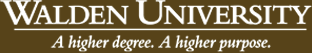 WALDEN UNIVERSITY
A higher degree. A higher purpose.